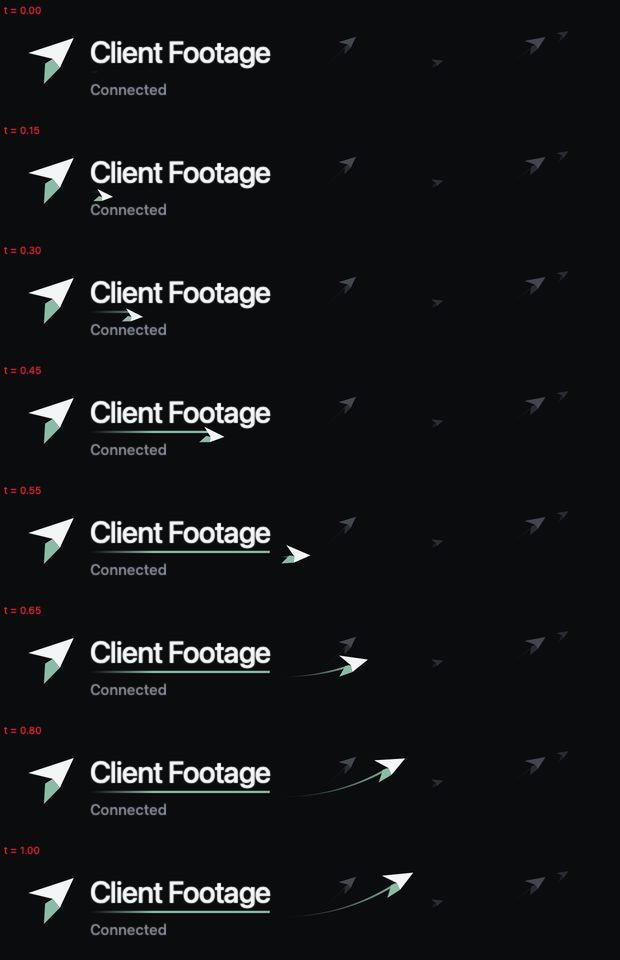 t = 0.00
Client Footage
Connected
t = 0.15
Client Footage
Connected
t = 0.30
Client Footage
Connected
t = 0.45
Client Footage
Connected
t = 0.55
Client Footage
Connected
t = 0.65
Client Footage
Connected
t = 0.80
Client Footage
Connected
t = 1.00
Client Footage
Connected